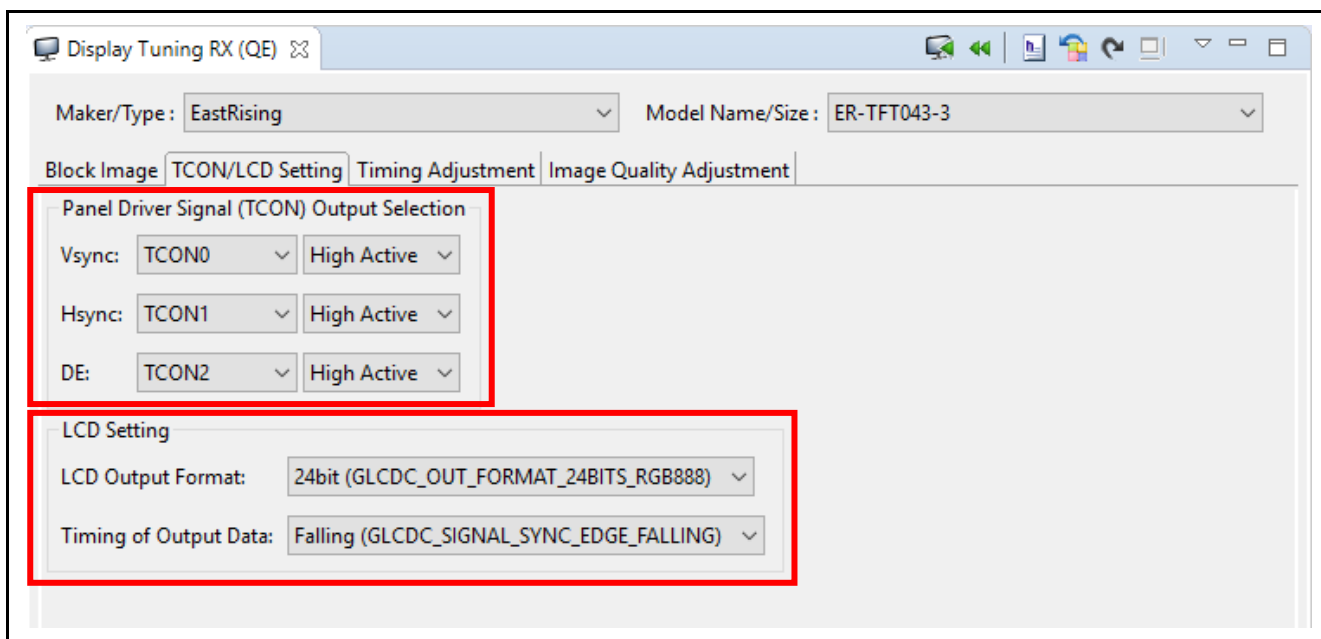 Display Tuning RX (QE)
Maker/Type : EastRising Model Name/Size : ER-TFT043-3
Block Image TCON/LCD Setting Timing Adjustment Image Quality Adjustment
Panel Driver Signal (TCON) Output Selection
Vsync: TCON0 High Active
Hsync: TCON1 High Active
DE: TCON2 High Active
LCD Setting
LCD Output Format: 24bit (GLCDC_OUT_FORMAT_24BITS_RGB888)
Timing of Output Data: Falling (GLCDC_SIGNAL_SYNC_EDGE_FALLING)